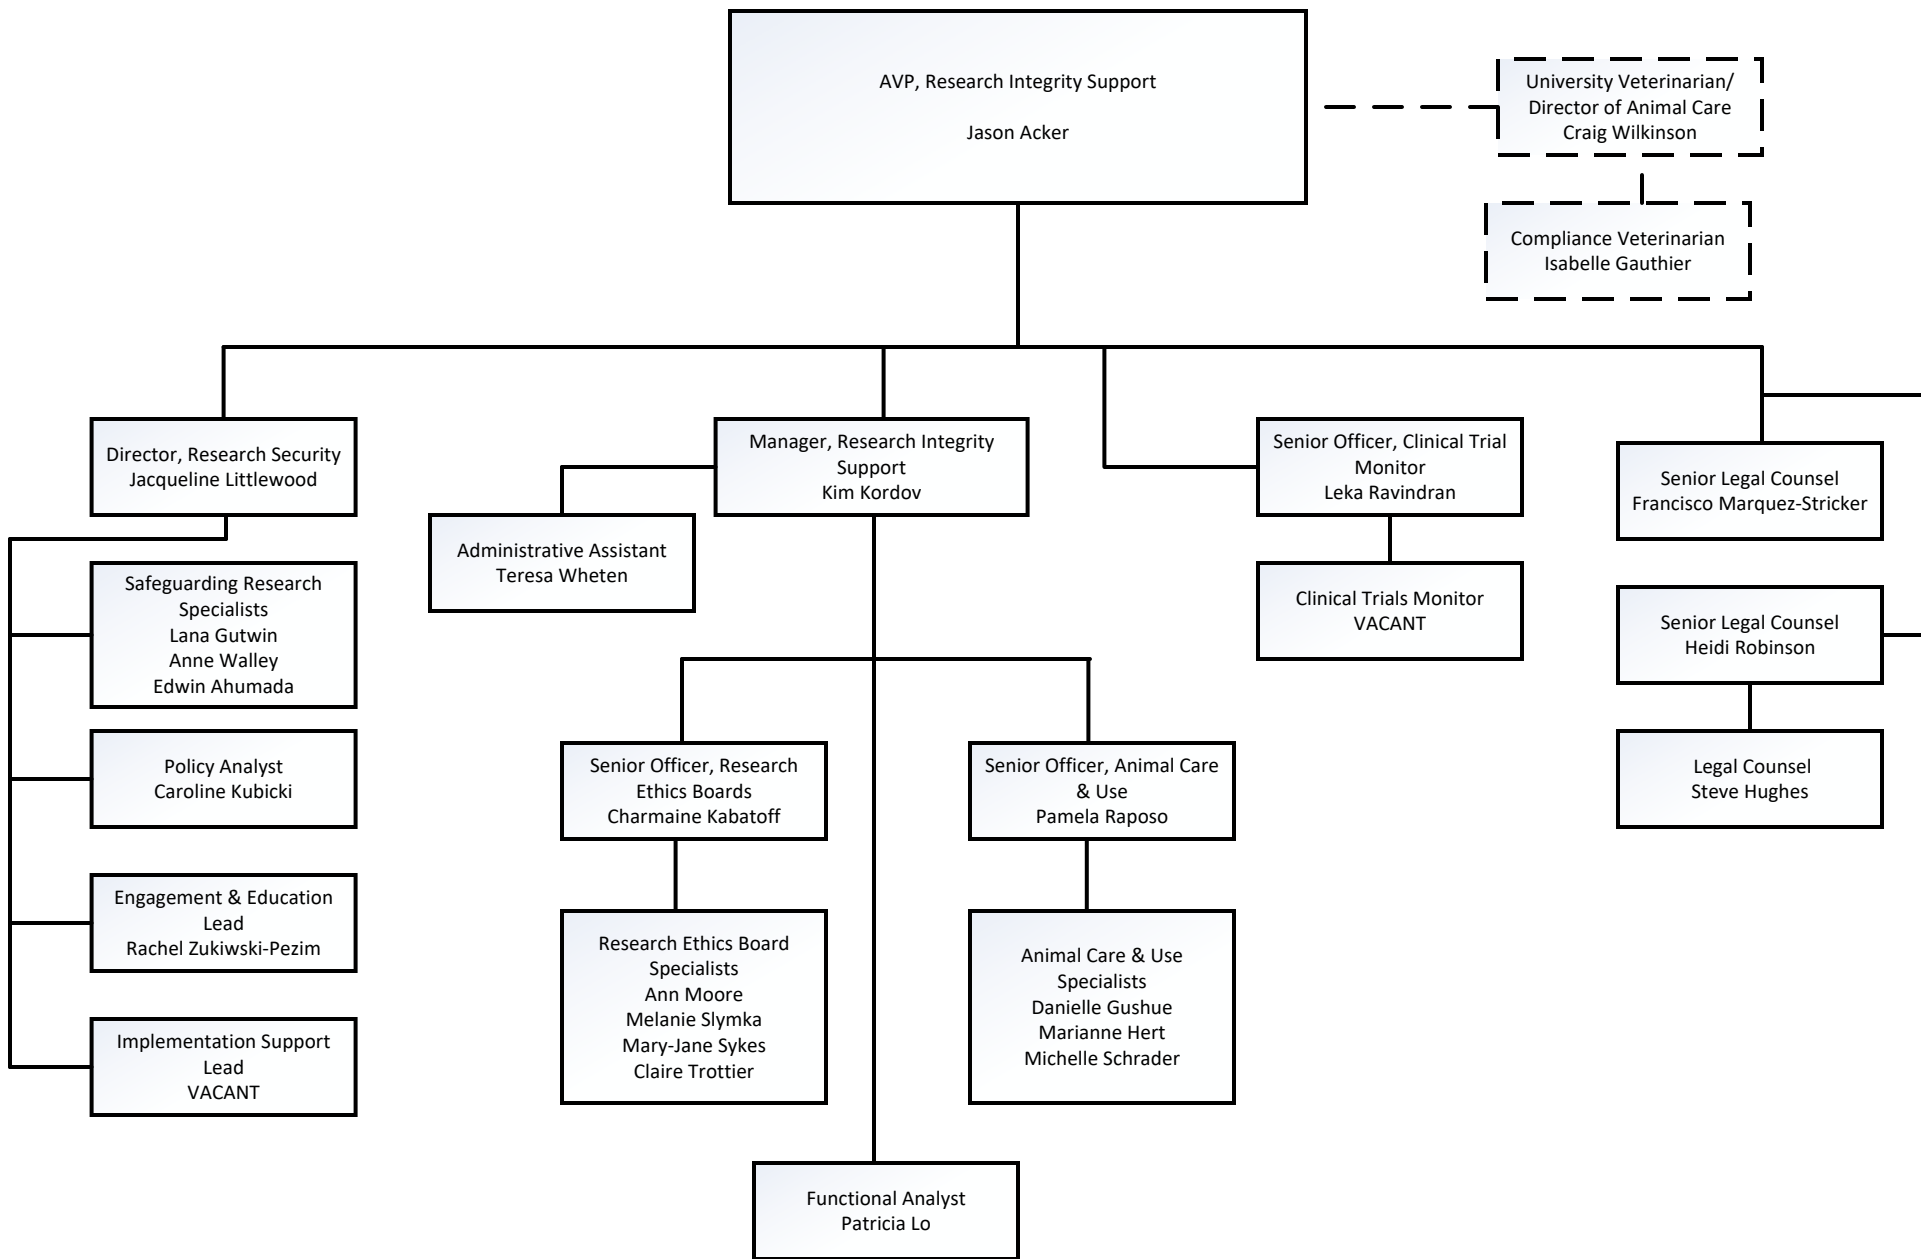 AVP, Research Integrity Support
Jason Acker
University Veterinarian/
Director of Animal Care
Craig Wilkinson
Compliance Veterinarian
Isabelle Gauthier
Director, Research Security
Jacqueline Littlewood
Manager, Research Integrity
Support
Kim Kordov
Senior Officer, Clinical Trial
Monitor
Leka Ravindran
Senior Legal Counsel
Francisco Marquez-Stricker
Administrative Assistant
Teresa Wheten
Safeguarding Research
Specialists
Lana Gutwin
Anne Walley
Edwin Ahumada
Clinical Trials Monitor
VACANT
Senior Legal Counsel
Heidi Robinson
Policy Analyst
Caroline Kubicki
Senior Officer, Research
Ethics Boards
Charmaine Kabatoff
Senior Officer, Animal Care
& Use
Pamela Raposo
Legal Counsel
Steve Hughes
Engagement & Education
Lead
Rachel Zukiwski-Pezim
Research Ethics Board
Specialists
Ann Moore
Melanie Slymka
Mary-Jane Sykes
Claire Trottier
Animal Care & Use
Specialists
Danielle Gushue
Marianne Hert
Michelle Schrader
Implementation Support
Lead
VACANT
Functional Analyst
Patricia Lo